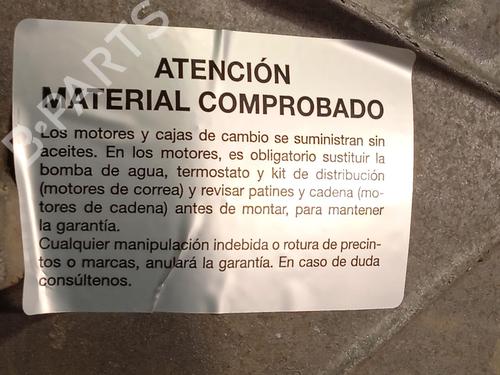 B-PARTS
ATENCIÓN
MATERIAL COMPROBADO
Los motores y cajas de cambio se suministran sin
aceites. En los motores, es obligatorio sustituir la
bomba de agua, termostato y kit de distribución
(motores de correa) y revisar patines y cadena (mo-
tores de cadena) antes de montar, para mantener
la garantía.
Cualquier manipulación indebida o rotura de precin-
tos o marcas, anulará la garantía. En caso de duda
consúltenos.